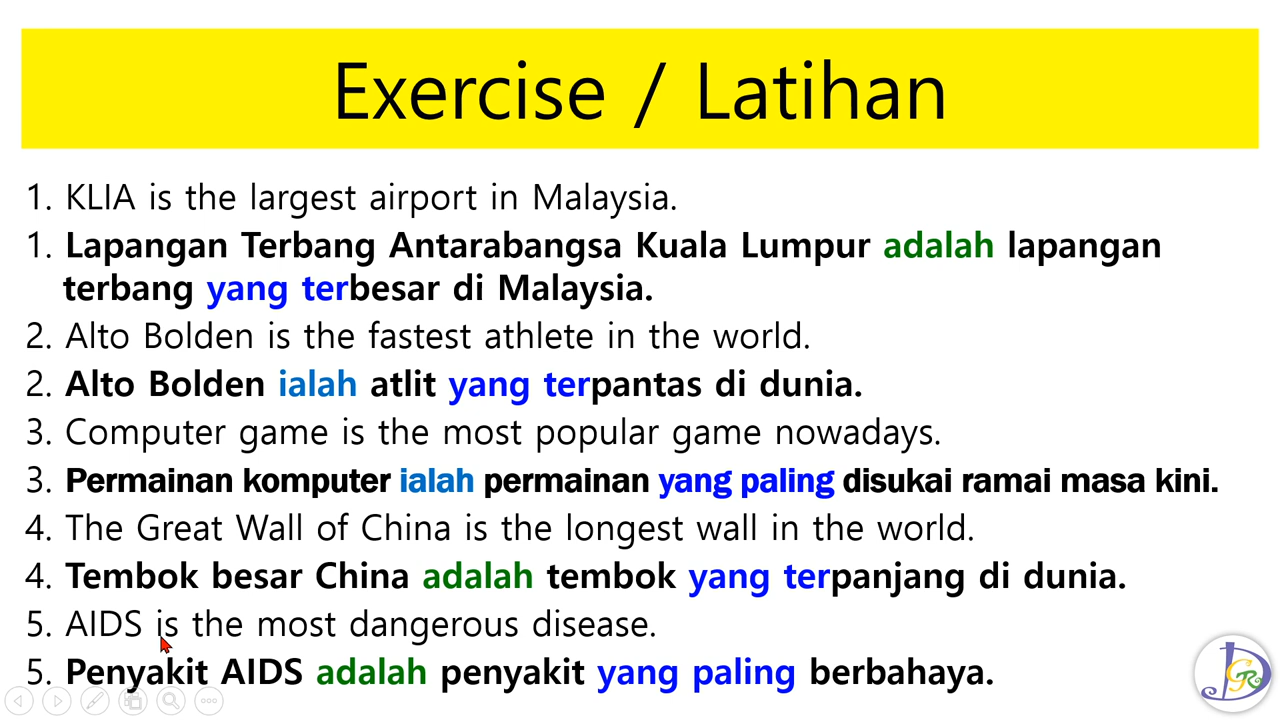 Exercise / Latihan
1. KLIA is the largest airport in Malaysia.
1. Lapangan Terbang Antarabangsa Kuala Lumpur adalah lapangan
terbang yang terbesar di Malaysia.
2. Alto Bolden is the fastest athlete in the world.
2. Alto Bolden ialah atlit yang terpantas di dunia.
3. Computer game is the most popular game nowadays.
3. Permainan komputer ialah permainan yang paling disukai ramai masa kini.
4. The Great Wall of China is the longest wall in the world.
4. Tembok besar China adalah tembok yang terpanjang di dunia.
5. AIDS is the most dangerous disease.
5. Penyakit AIDS adalah penyakit yang paling berbahaya.